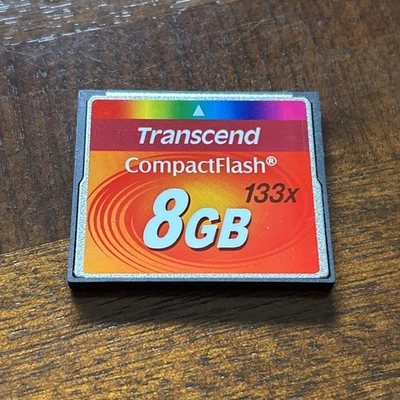 Transcend
CompactFlash®
133x
8GB